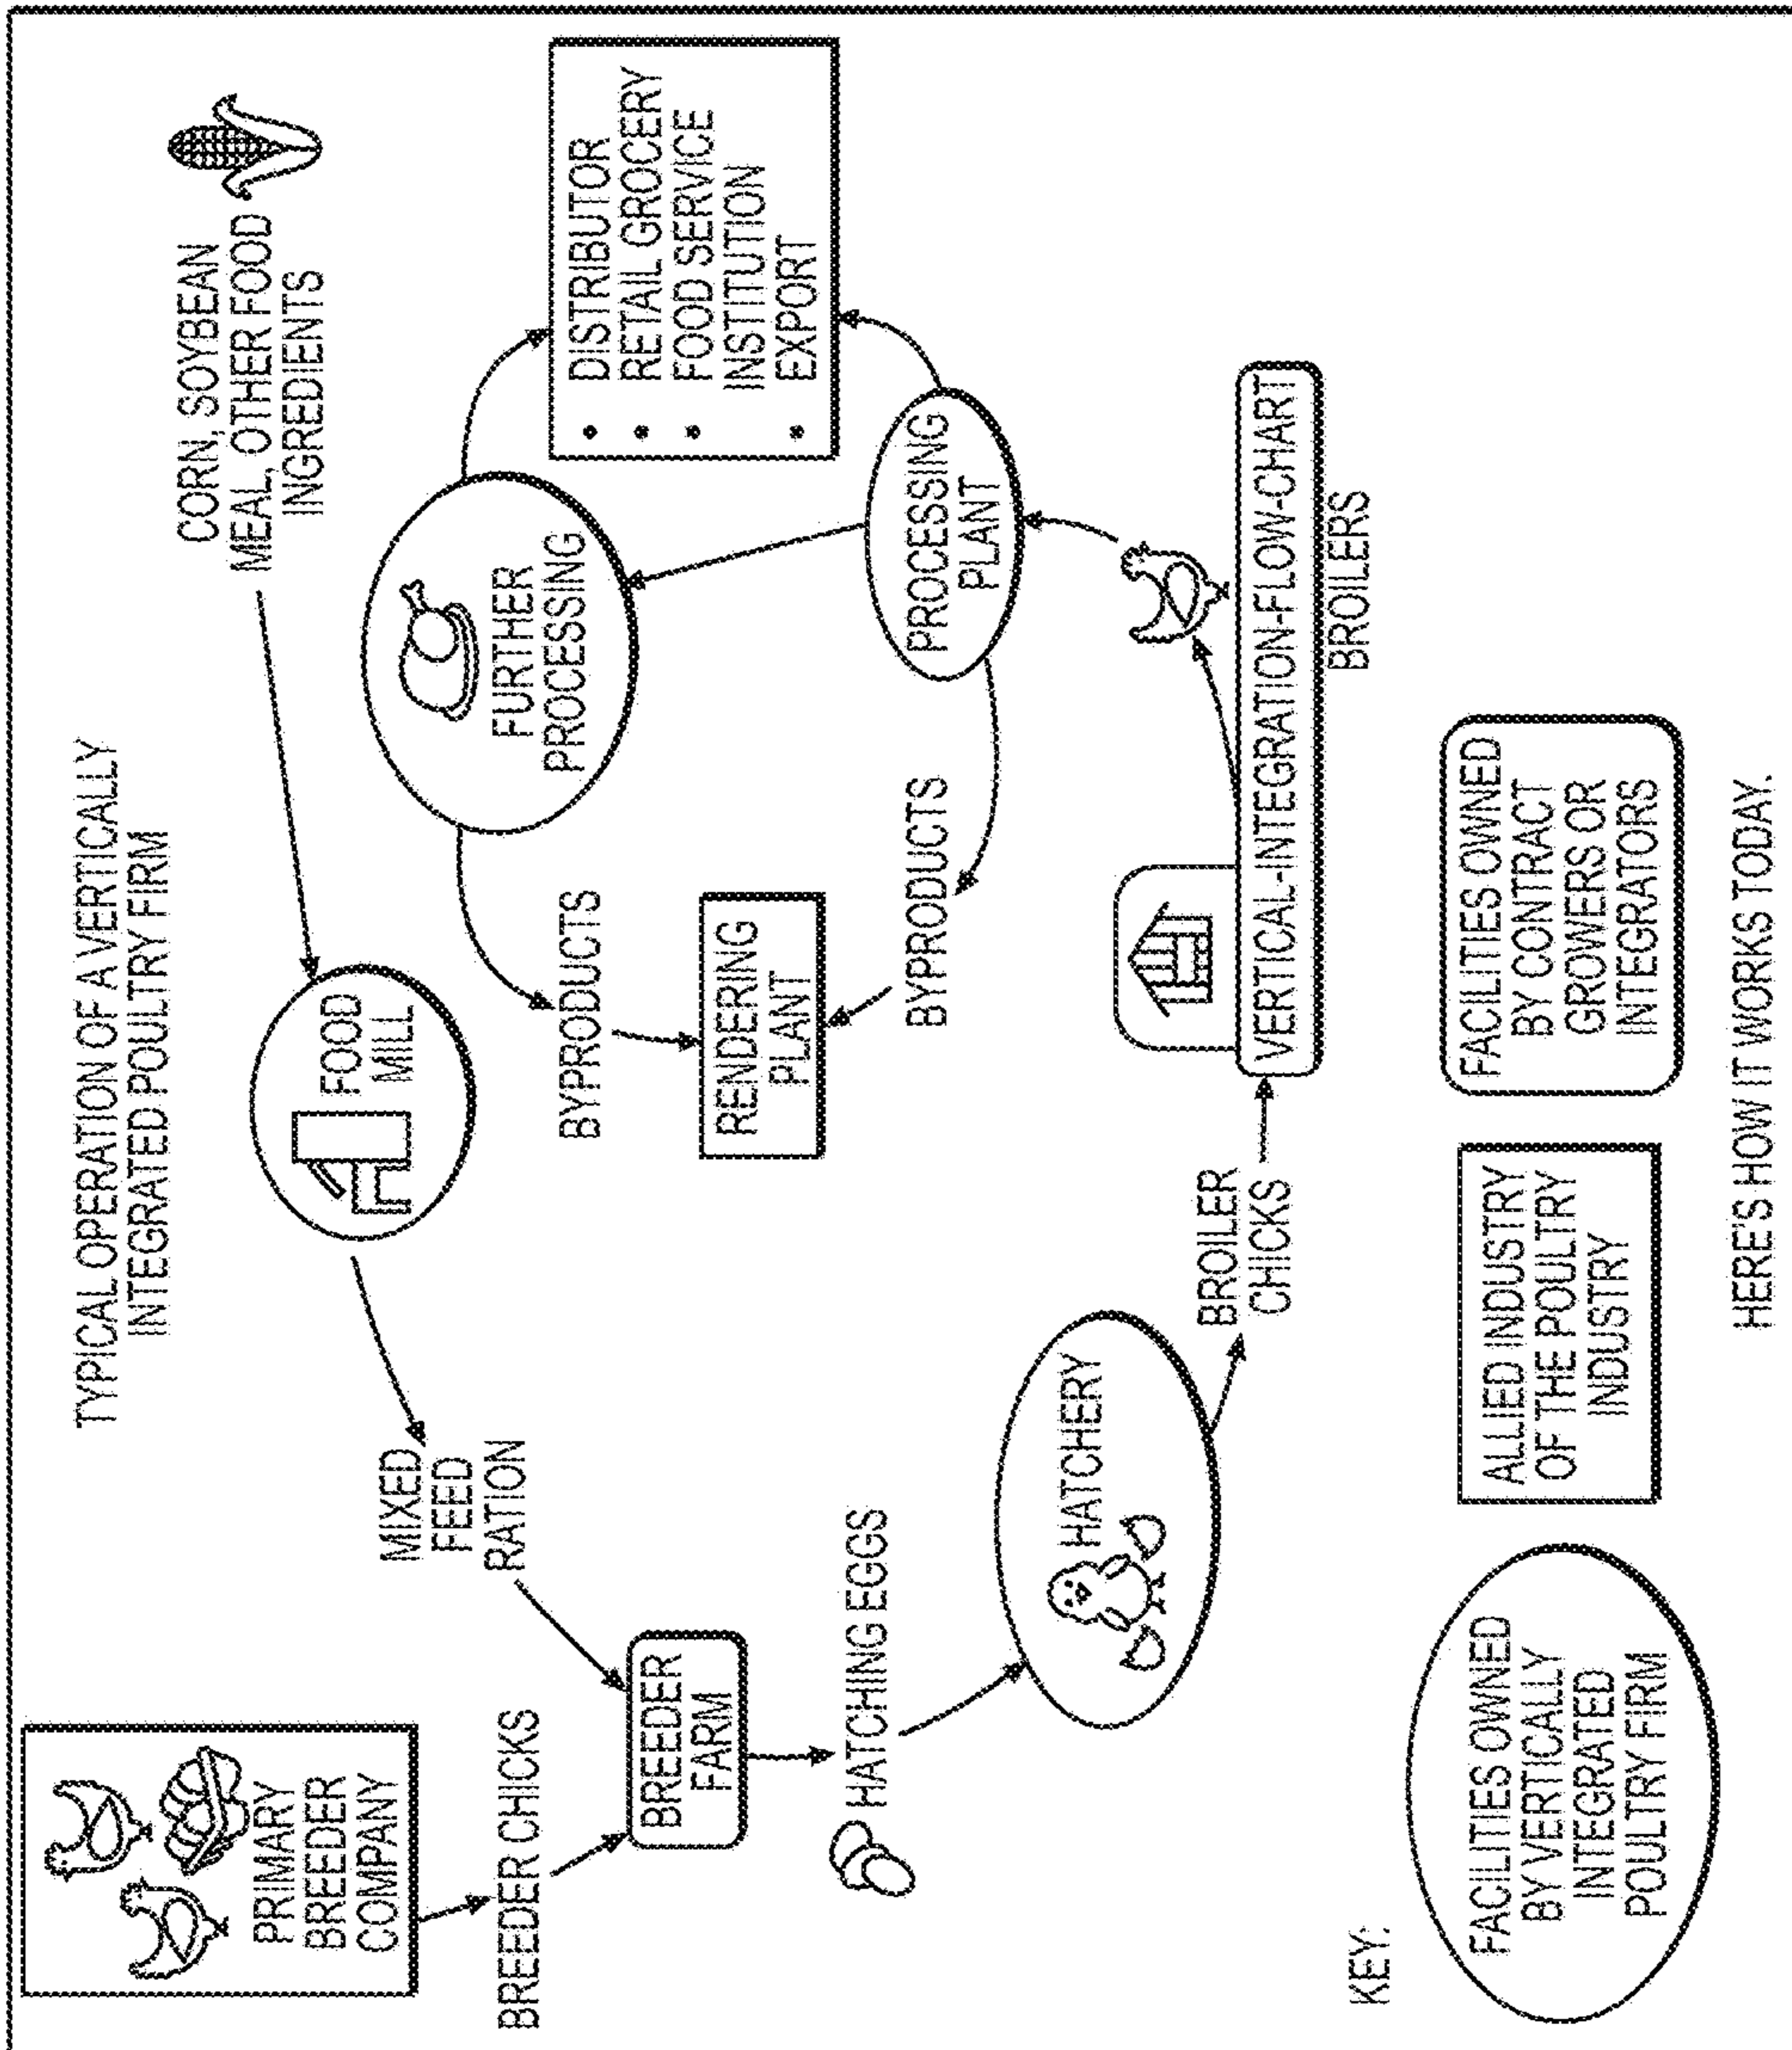 TYPICAL OPERATION OF A VERTICALLY
INTEGRATED POULTRY FIRM
PRIMARY
BREEDER
COMPANY
BREEDER CHICKS
MIXED
FEED
RATION
FOOD
MILL
CORN, SOYBEAN
MEAL, OTHER FOOD
INGREDIENTS
BREEDER
FARM
HATCHING EGGS
HATCHERY
BROILER
CHICKS
VERTICAL-INTEGRATION-FLOW-CHART
BROILERS
PROCESSING
PLANT
FURTHER
PROCESSING
BYPRODUCTS
RENDERING
PLANT
BYPRODUCTS
• DISTRIBUTOR
• RETAIL GROCERY
• FOOD SERVICE
INSTITUTION
• EXPORT
KEY:
FACILITIES OWNED
BY VERTICALLY
INTEGRATED
POULTRY FIRM
ALLIED INDUSTRY
OF THE POULTRY
INDUSTRY
FACILITIES OWNED
BY CONTRACT
GROWERS OR
INTEGRATORS
HERE'S HOW IT WORKS TODAY.